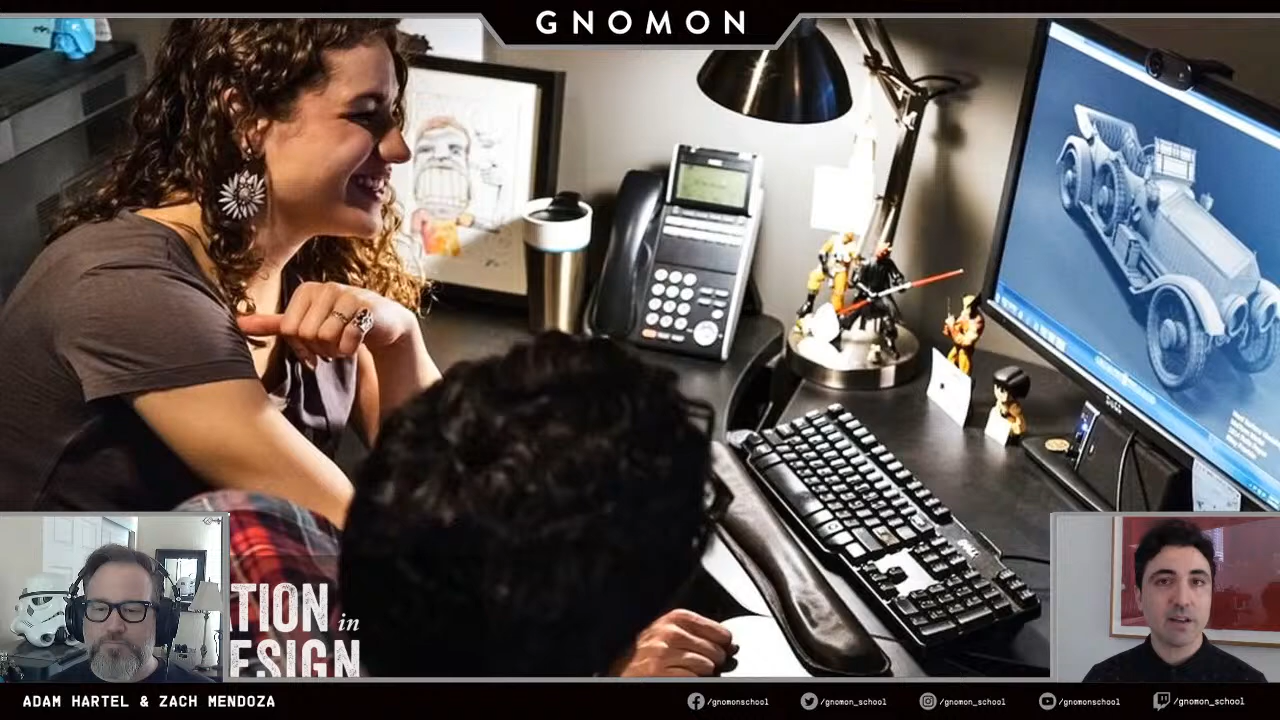 GNOMON
TION in
ESIGN
ADAM HARTEL & ZACH MENDOZA
/gnomonschool
/gnomon_school
/gnomon_school
/gnomonschool
/gnomon_school